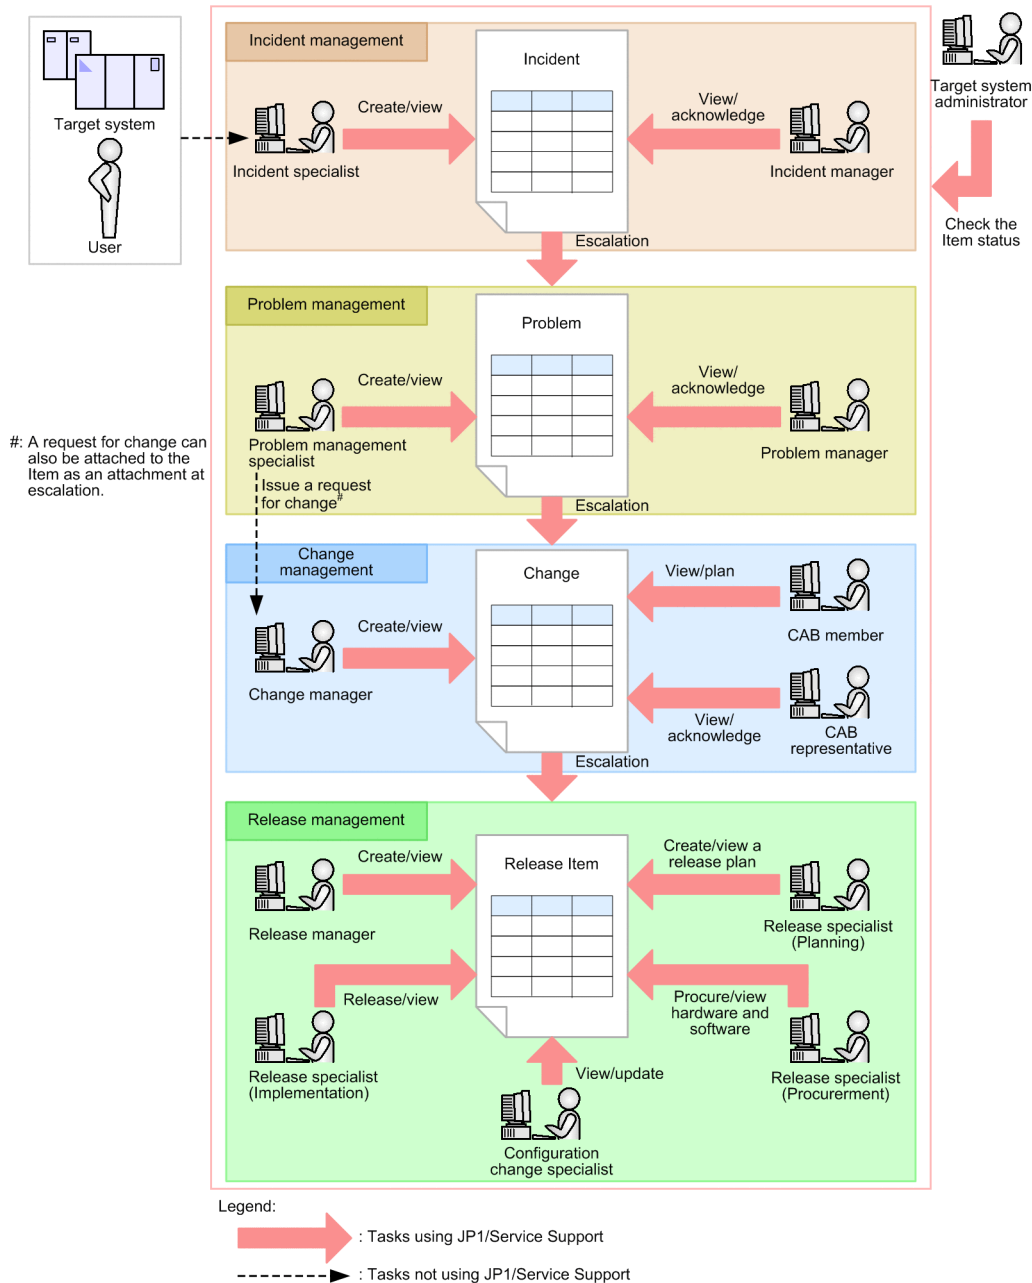 Incident management
Incident
Target system
User
Create/view
Incident specialist
View/
acknowledge
Incident manager
Target system
administrator
Check the
Item status
Escalation
Problem management
Problem
Create/view
Problem management
specialist
View/
acknowledge
Problem manager
#: A request for change can
also be attached to the
Item as an attachment at
escalation.
Issue a request
for change#
Escalation
Change
management
Change
Create/view
Change manager
View/plan
CAB member
View/
acknowledge
CAB
representative
Escalation
Release management
Release Item
Create/view
Release manager
Create/view a
release plan
Release specialist
(Planning)
Release/view
Release specialist
(Implementation)
Procure/view
hardware and
software
Release specialist
(Procurerment)
View/update
Configuration
change specialist
Legend:
: Tasks using JP1/Service Support
: Tasks not using JP1/Service Support